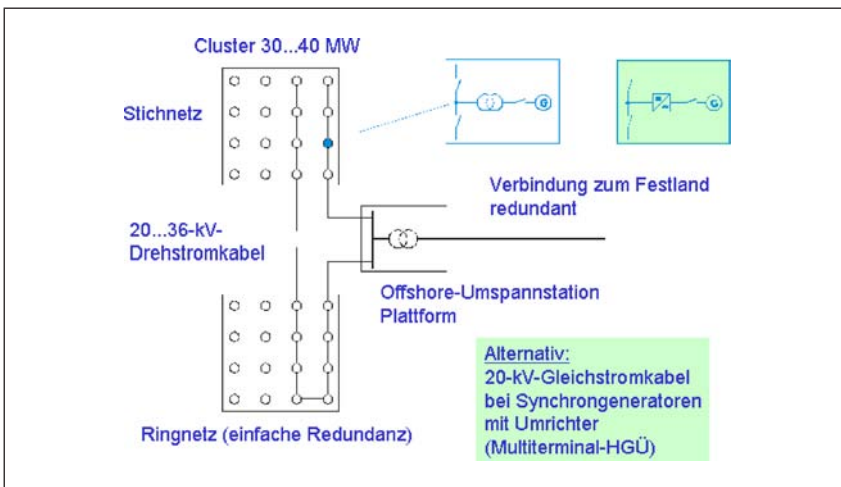 Cluster 30...40 MW
Stichnetz
G
G
Verbindung zum Festland
redundant
20...36-kV-
Drehstromkabel
Offshore-Umspannstation
Plattform
Alternativ:
20-kV-Gleichstromkabel
bei Synchrongeneratoren
mit Umrichter
(Multiterminal-HGÜ)
Ringnetz (einfache Redundanz)